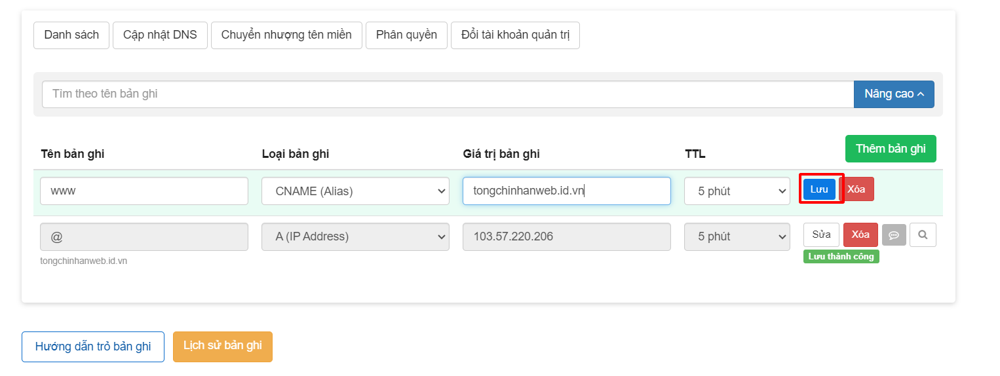 Danh sách Cập nhật DNS Chuyển nhượng tên miền Phân quyền Đổi tài khoản quản trị
Tìm theo tên bản ghi Nâng cao
Tên bản ghi Loại bản ghi Giá trị bản ghi TTL Thêm bản ghi
www CNAME (Alias) tongchinhanweb.id.vn 5 phút Lưu Xóa
@ A (IP Address) 103.57.220.206 5 phút Sửa Xóa
tongchinhanweb.id.vn Lưu thành công
Hướng dẫn trỏ bản ghi Lịch sử bản ghi